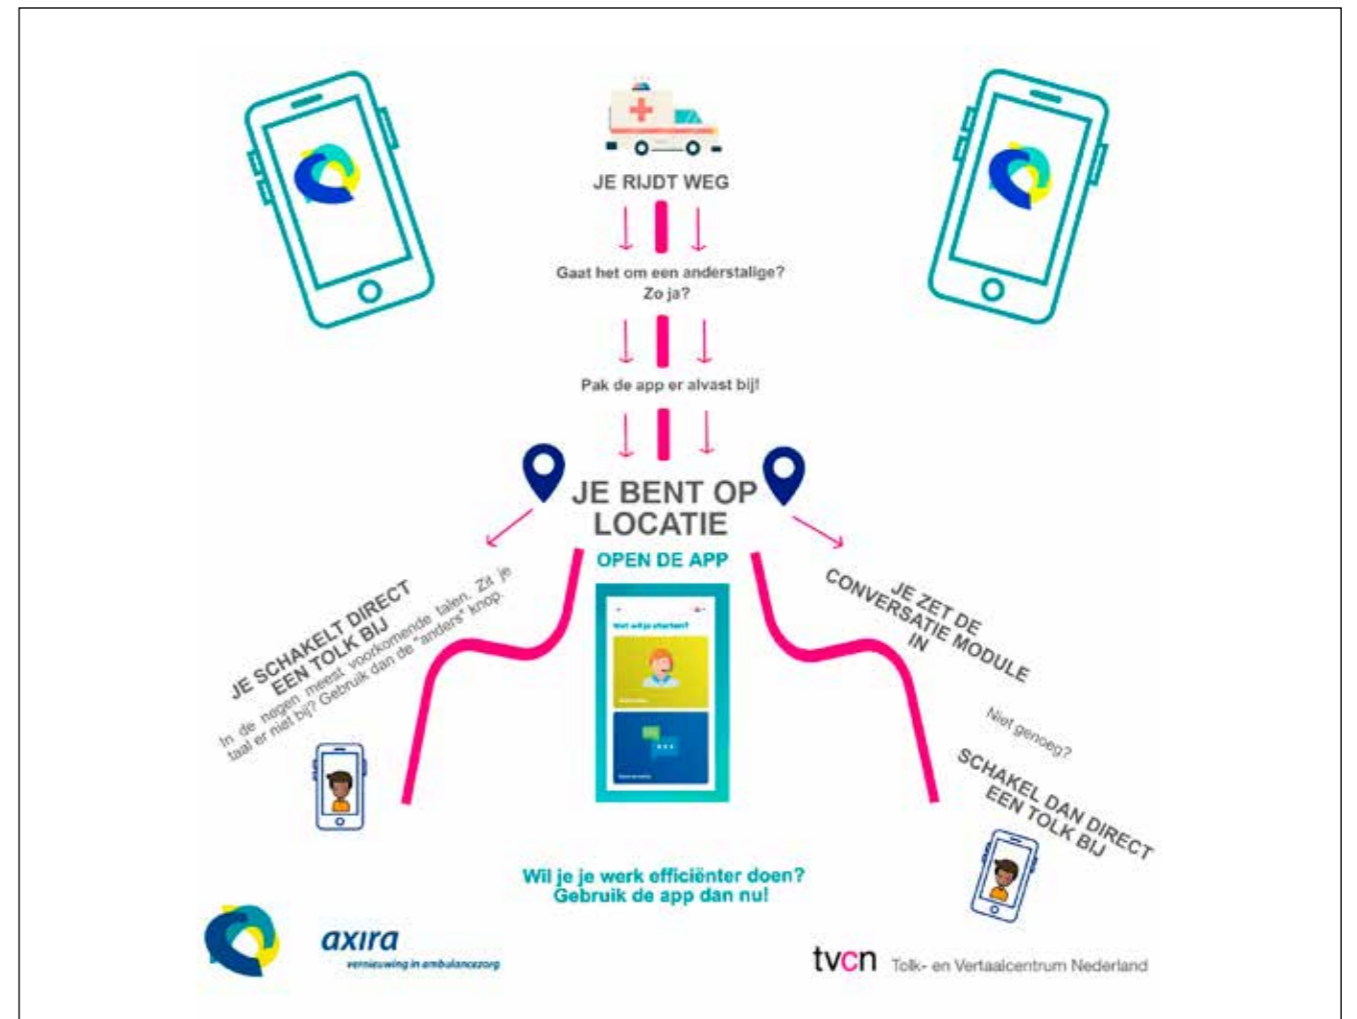 JE RIJDT WEG
Gaat het om een anderstalige?
Zo ja?
Pak de app er alvast bij!
JE BENT OP
LOCATIE
OPEN DE APP
Wat wil je starten?
JE SCHAKELT DIRECT
EEN TOLK BIJ
In de negen meest voorkomende talen. Zit je
taal er niet bij? Gebruik dan de "anders" knop.
JE ZET DE
CONVERSATIE MODULE
IN
Niet genoeg?
SCHAKEL DAN DIRECT
EEN TOLK BIJ
Wil je je werk efficiënter doen?
Gebruik de app dan nu!
axira
vernieuwing in ambulancezorg
tvcn Tolk- en Vertaalcentrum Nederland